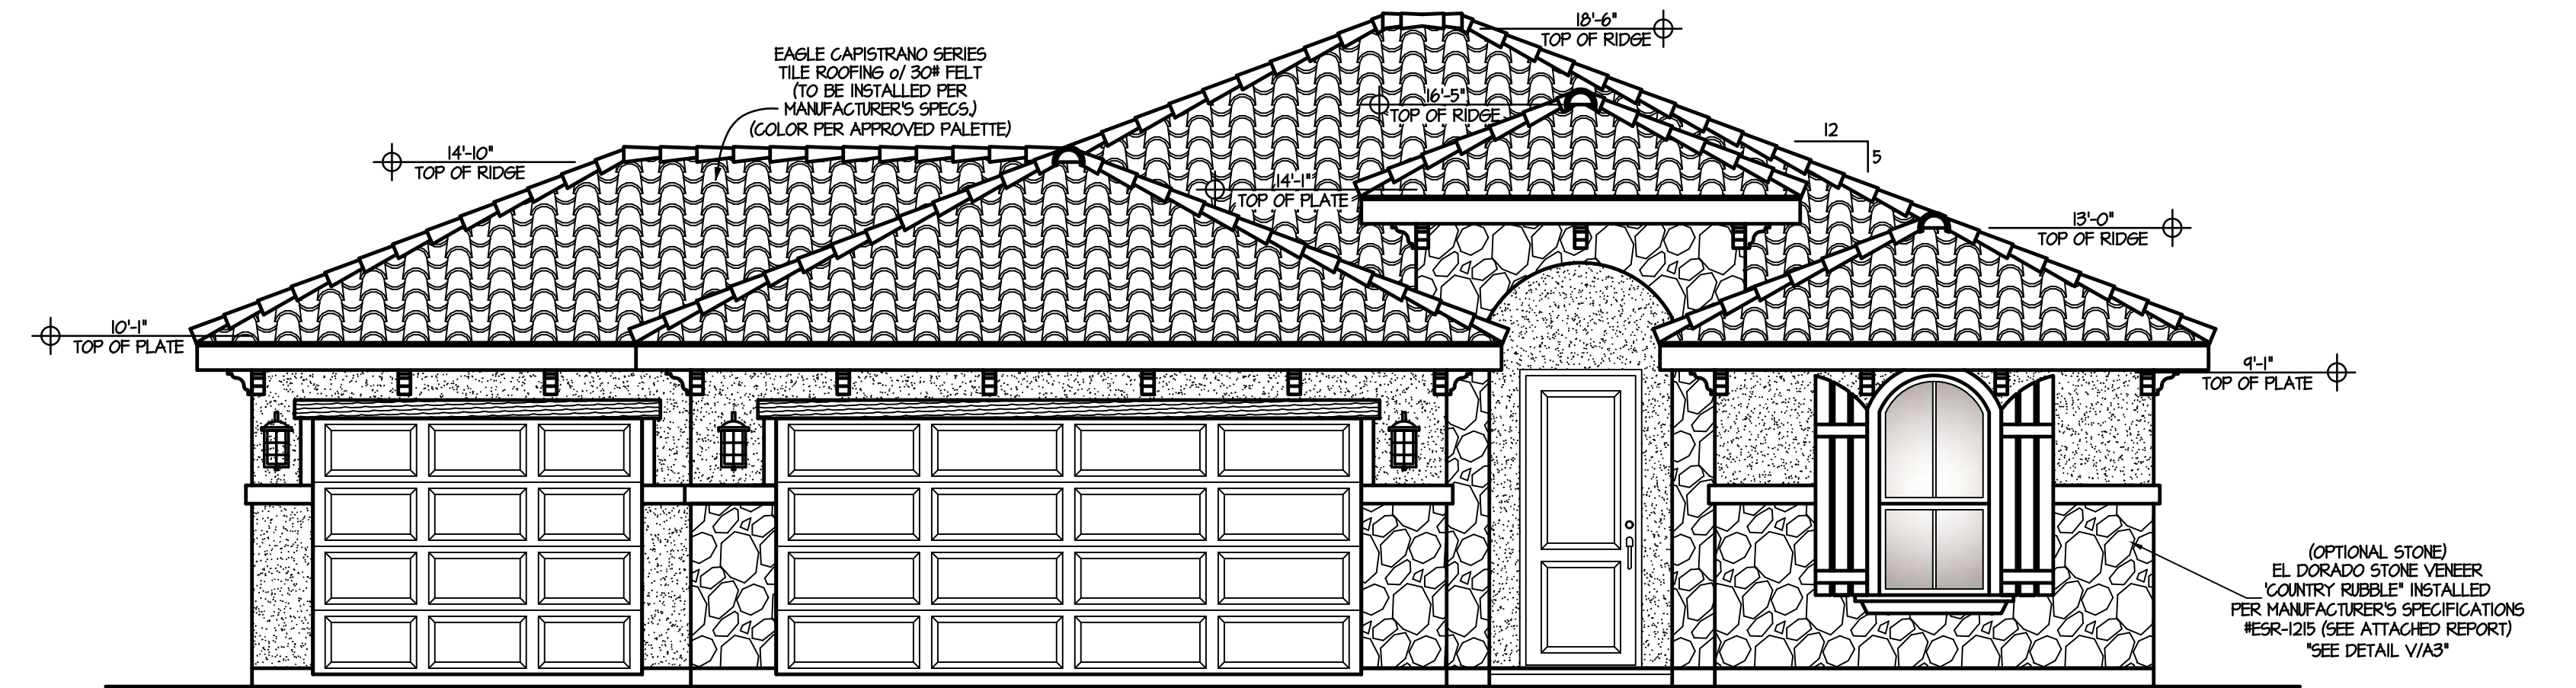 18'-6"
TOP OF RIDGE
EAGLE CAPISTRANO SERIES
TILE ROOFING o/ 30# FELT
(TO BE INSTALLED PER
MANUFACTURER'S SPECS.)
(COLOR PER APPROVED PALETTE)
16'-5"
TOP OF RIDGE
12
5
14'-10"
TOP OF RIDGE
14'-1"
TOP OF PLATE
13'-0"
TOP OF RIDGE
10'-1"
TOP OF PLATE
9'-1"
TOP OF PLATE
(OPTIONAL STONE)
EL DORADO STONE VENEER
'COUNTRY RUBBLE" INSTALLED
PER MANUFACTURER'S SPECIFICATIONS
#ESR-1215 (SEE ATTACHED REPORT)
"SEE DETAIL V/A3"